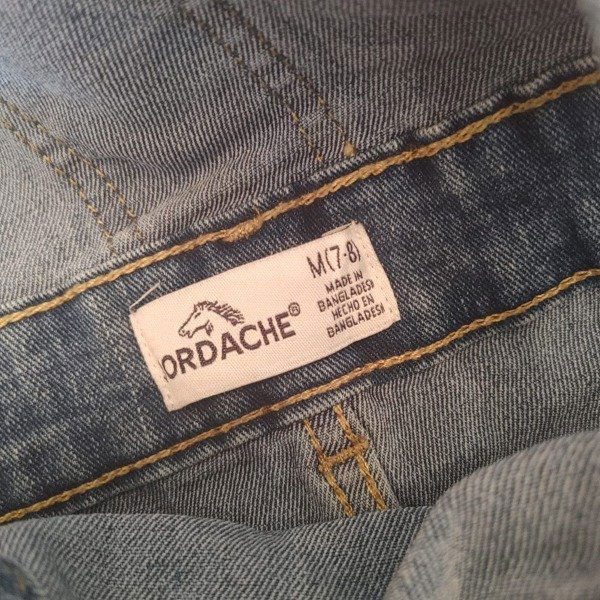 ORDACHE®
M(7-8)
MADE IN
BANGLADESH
HECHO EN
BANGLADESH